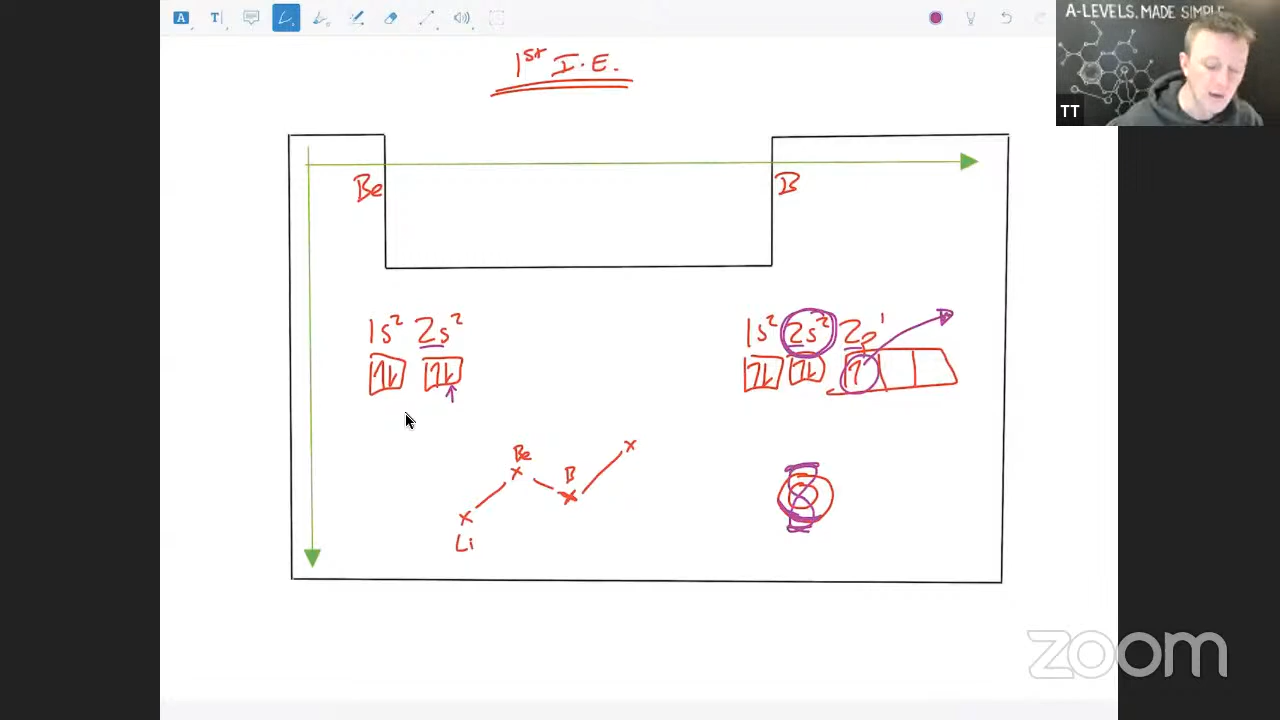 A-LEVELS. MADE SIMPLE
TT
1st I.E.
Be
B
1s² 2s²
1s² 2s² 2p¹
Be
B
Li
zoom